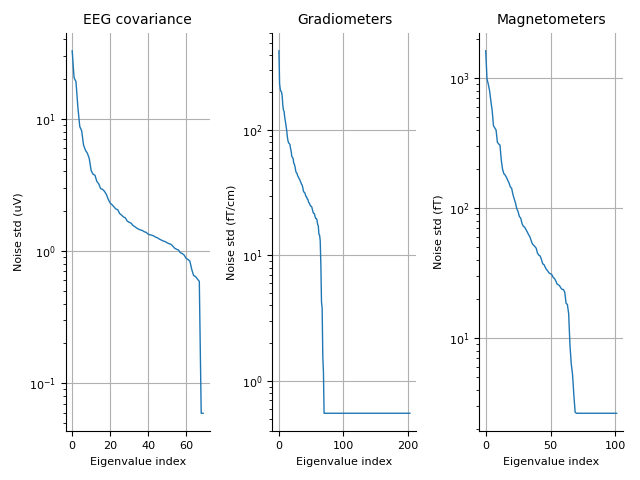 EEG covariance
Gradiometers
Magnetometers
Noise std (uV)
10¹
10⁰
10⁻¹
0 20 40 60
Eigenvalue index
Noise std (fT/cm)
10²
10¹
10⁰
0 100 200
Eigenvalue index
Noise std (fT)
10³
10²
10¹
0 50 100
Eigenvalue index